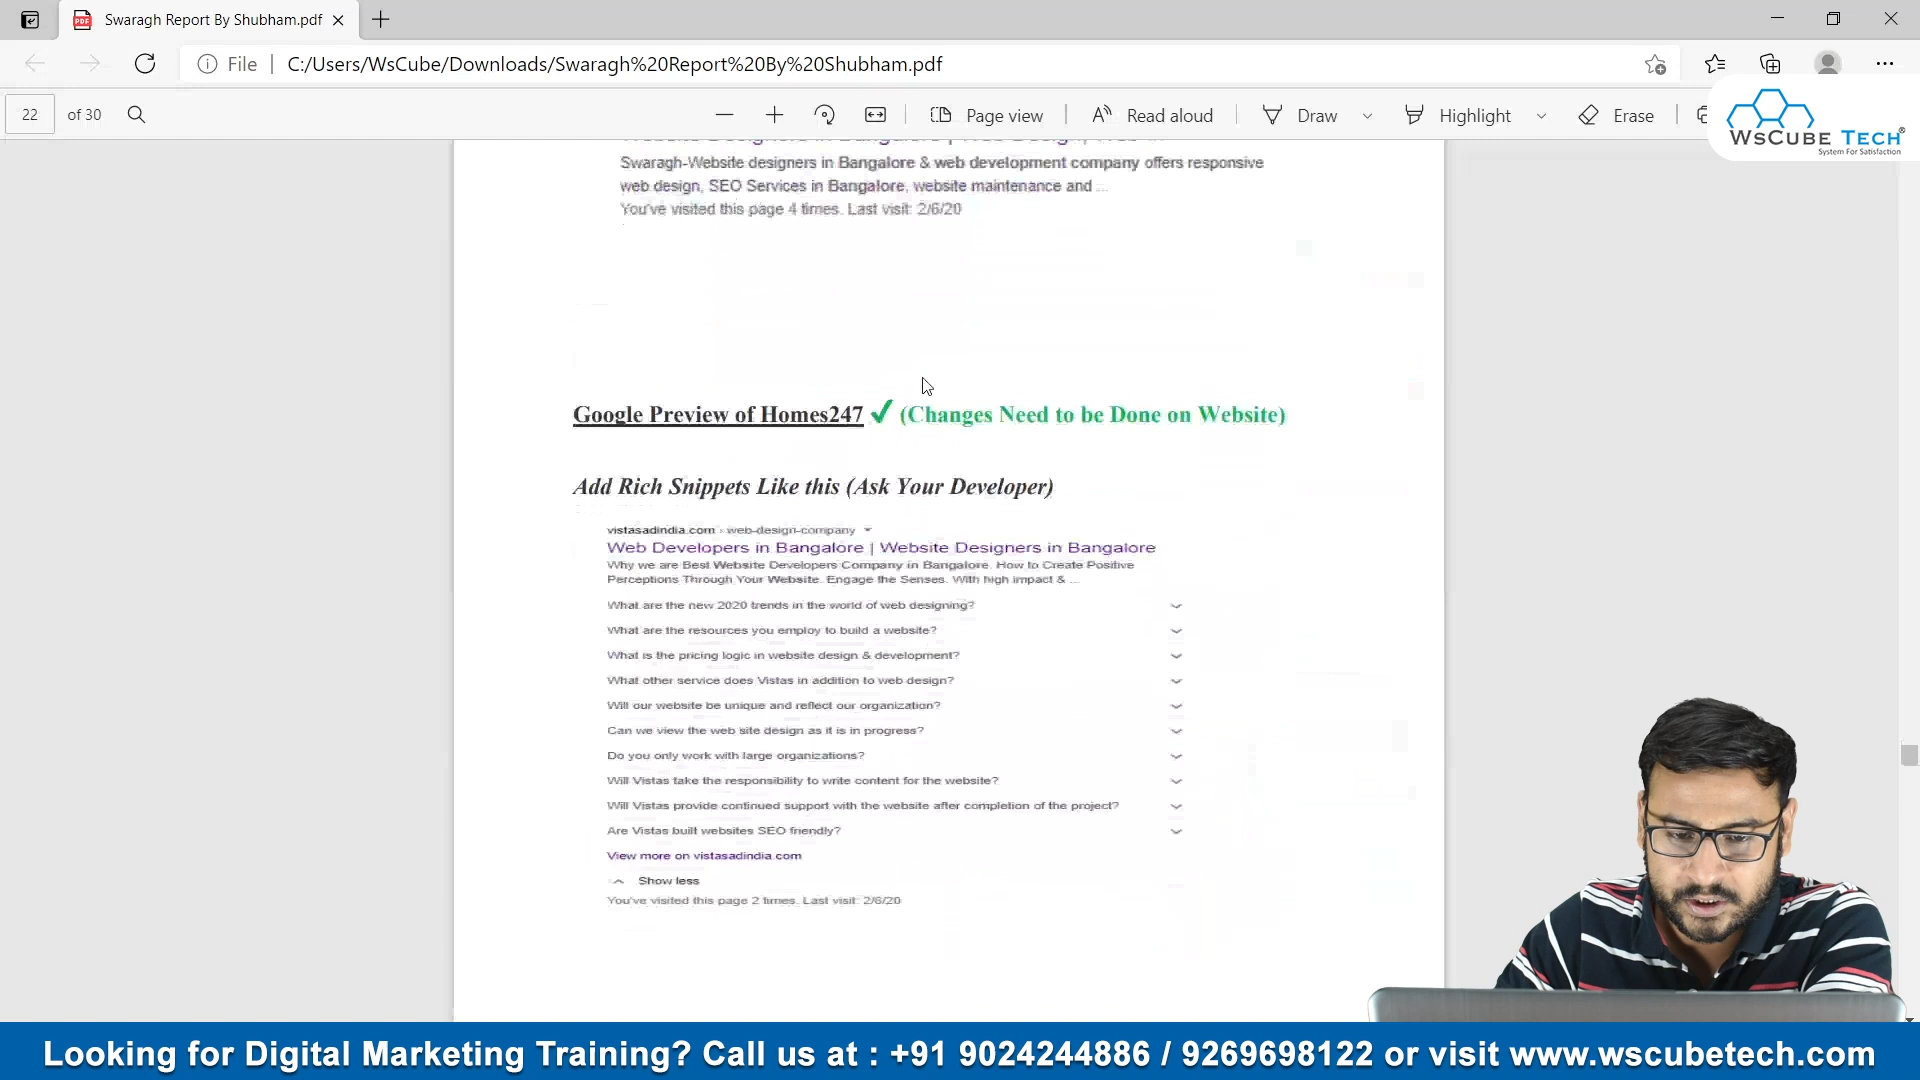 Swaragh Report By Shubham.pdf
File
C:/Users/WsCube/Downloads/Swaragh%20Report%20By%20Shubham.pdf
22 of 30
Page view
Read aloud
Draw
Highlight
Erase
WsCube Tech®
System For Satisfaction
Swaragh-Website designers in Bangalore & web development company offers responsive
web design, SEO Services in Bangalore, website maintenance and ...
You've visited this page 4 times. Last visit: 2/6/20
Google Preview of Homes247 ✔ (Changes Need to be Done on Website)
Add Rich Snippets Like this (Ask Your Developer)
vistasadindia.com › web-design-company
Web Developers in Bangalore | Website Designers in Bangalore
Why we are Best Website Developers Company in Bangalore. How to Create Positive
Perceptions Through Your Website. Engage the Senses. With high impact & ...
What are the new 2020 trends in the world of web designing?
What are the resources you employ to build a website?
What is the pricing logic in website design & development?
What other service does Vistas in addition to web design?
Will our website be unique and reflect our organization?
Can we view the web site design as it is in progress?
Do you only work with large organizations?
Will Vistas take the responsibility to write content for the website?
Will Vistas provide continued support with the website after completion of the project?
Are Vistas built websites SEO friendly?
View more on vistasadindia.com
Show less
You've visited this page 2 times. Last visit: 2/6/20
Looking for Digital Marketing Training? Call us at : +91 9024244886 / 9269698122 or visit www.wscubetech.com